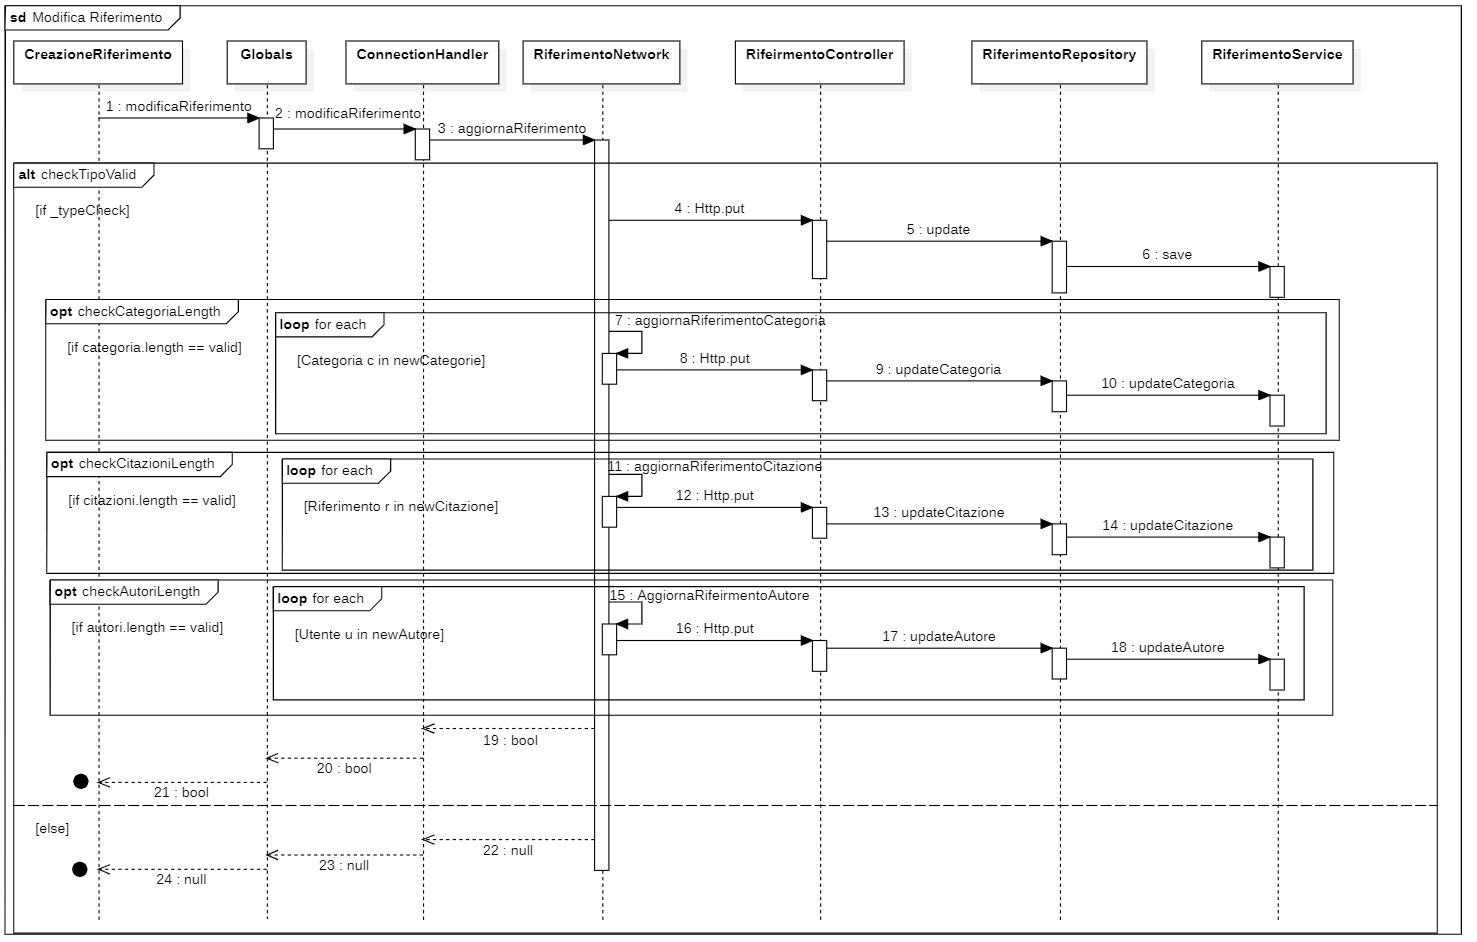 sd Modifica Riferimento
CreazioneRiferimento
Globals
ConnectionHandler
RiferimentoNetwork
RifeirmentoController
RiferimentoRepository
RiferimentoService
1 : modificaRiferimento
2 : modificaRiferimento
3 : aggiornaRiferimento
alt checkTipoValid
[if _typeCheck]
4 : Http.put
5 : update
6 : save
opt checkCategoriaLength
[if categoria.length == valid]
loop for each
[Categoria c in newCategorie]
7 : aggiornaRiferimentoCategoria
8 : Http.put
9 : updateCategoria
10 : updateCategoria
opt checkCitazioniLength
[if citazioni.length == valid]
loop for each
[Riferimento r in newCitazione]
11 : aggiornaRiferimentoCitazione
12 : Http.put
13 : updateCitazione
14 : updateCitazione
opt checkAutoriLength
[if autori.length == valid]
loop for each
[Utente u in newAutore]
15 : AggiornaRifeirmentoAutore
16 : Http.put
17 : updateAutore
18 : updateAutore
19 : bool
20 : bool
21 : bool
[else]
22 : null
23 : null
24 : null